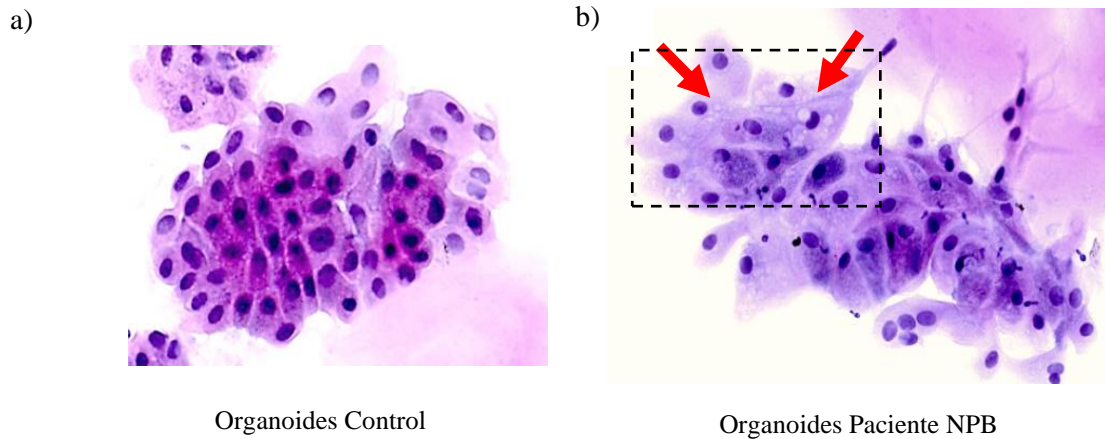 a)
b)
Organoides Control
Organoides Paciente NPB